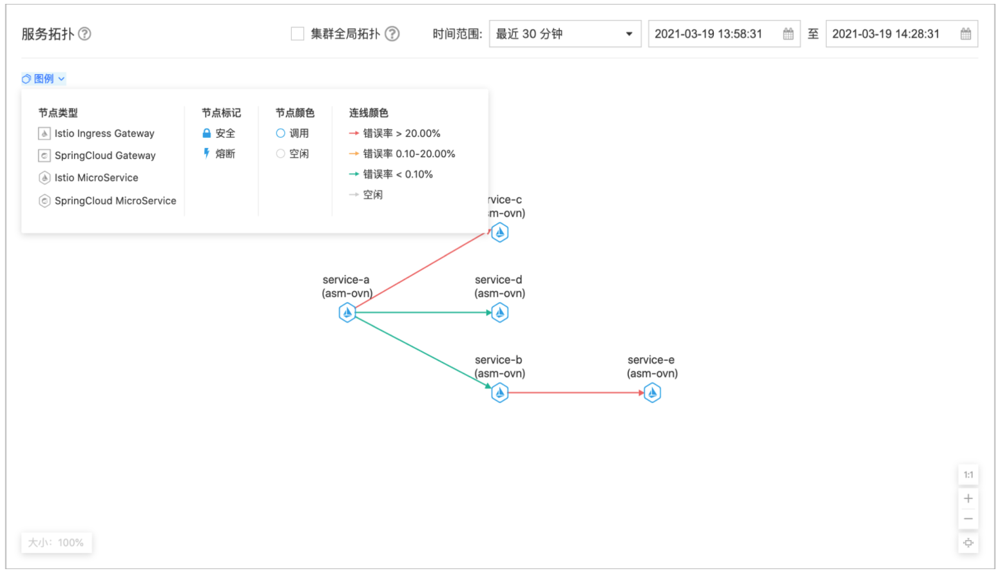 服务拓扑
集群全局拓扑
时间范围:
最近 30 分钟
2021-03-19 13:58:31
至
2021-03-19 14:28:31
图例
节点类型
Istio Ingress Gateway
SpringCloud Gateway
Istio MicroService
SpringCloud MicroService
节点标记
安全
熔断
节点颜色
调用
空闲
连线颜色
错误率 > 20.00%
错误率 0.10-20.00%
错误率 < 0.10%
空闲
rvice-c
sm-ovn)
service-a
(asm-ovn)
service-d
(asm-ovn)
service-b
(asm-ovn)
service-e
(asm-ovn)
1:1
大小: 100%